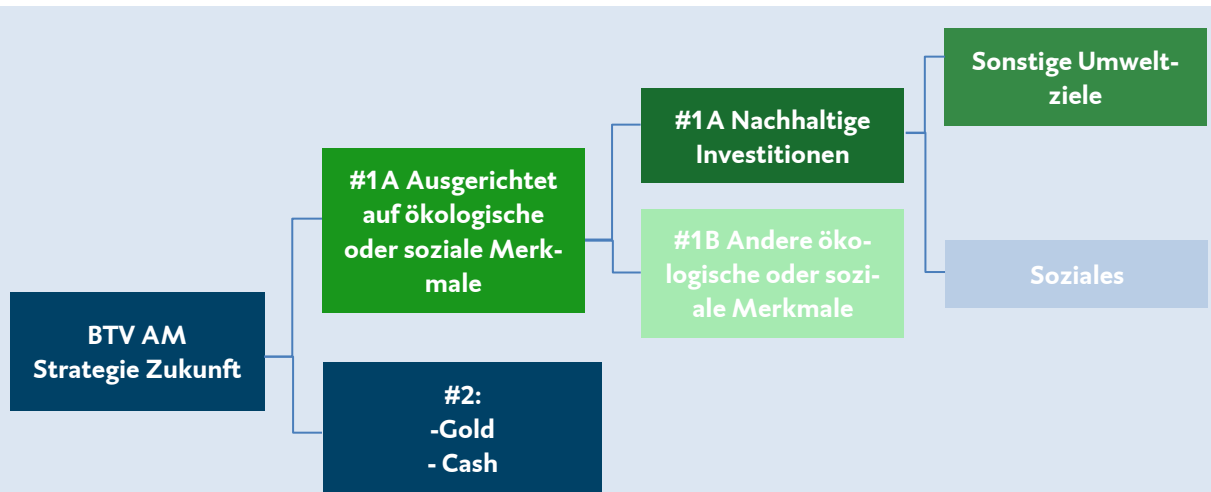 BTV AM
Strategie Zukunft
#1A Ausgerichtet
auf ökologische
oder soziale Merk-
male
#2:
-Gold
- Cash
#1A Nachhaltige
Investitionen
#1B Andere öko-
logische oder sozi-
ale Merkmale
Sonstige Umwelt-
ziele
Soziales